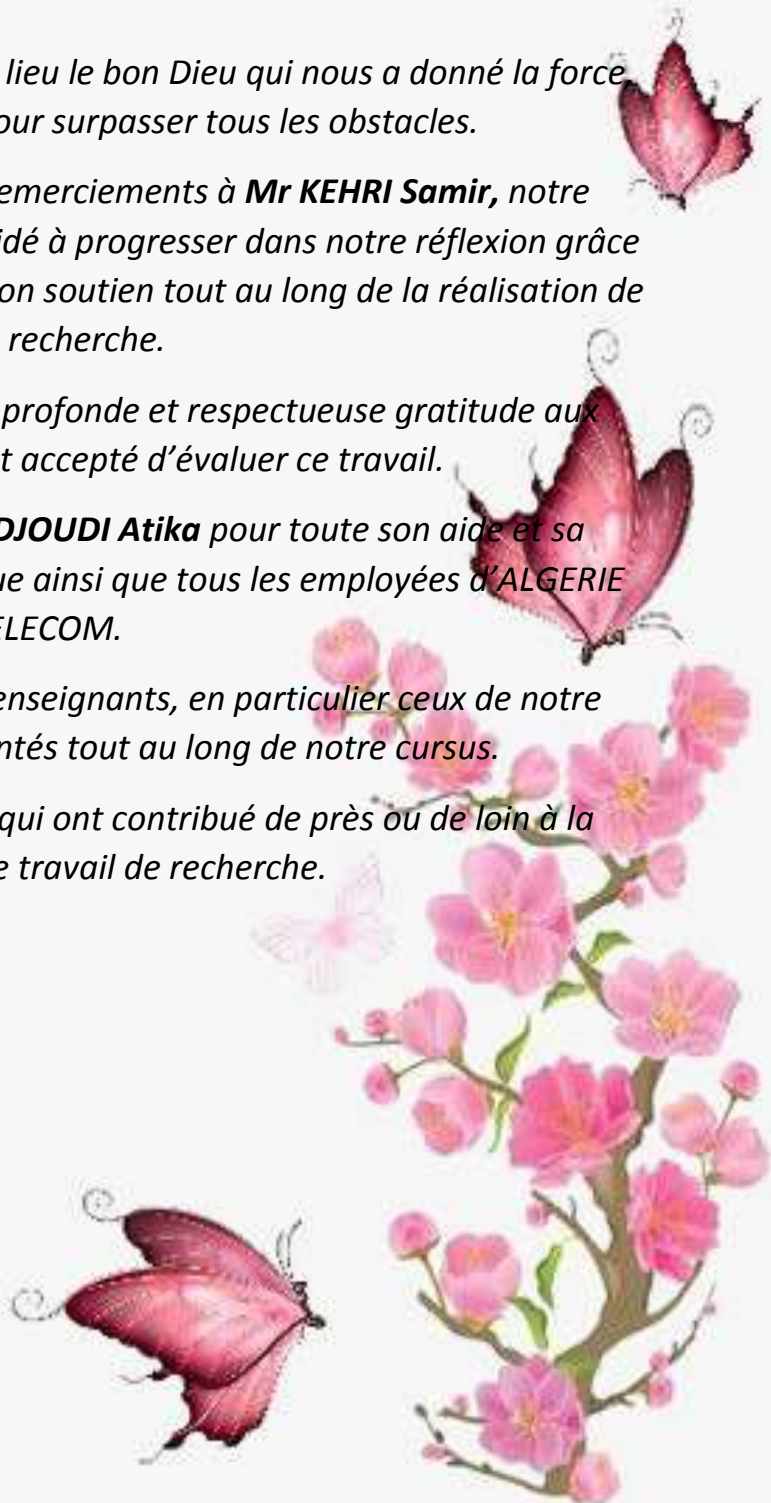 lieu le bon Dieu qui nous a donné la force,
our surpasser tous les obstacles.
emerciements à Mr KEHRI Samir, notre
idé à progresser dans notre réflexion grâce
on soutien tout au long de la réalisation de
recherche.
profonde et respectueuse gratitude aux
t accepté d’évaluer ce travail.
DJOUDI Atika pour toute son aide et sa
ue ainsi que tous les employées d’ALGERIE
ELECOM.
enseignants, en particulier ceux de notre
ntés tout au long de notre cursus.
qui ont contribué de près ou de loin à la
e travail de recherche.